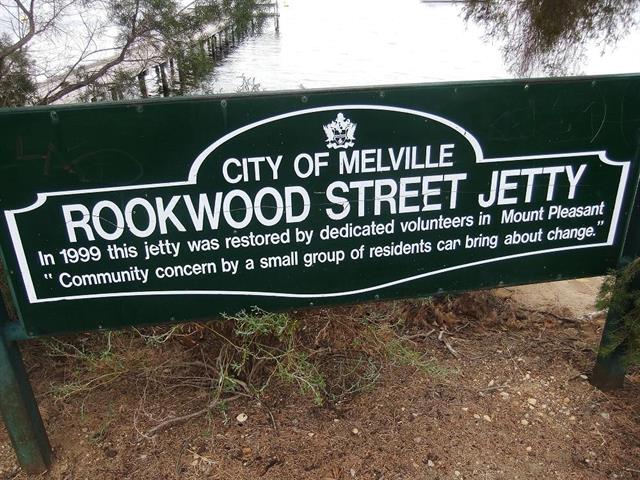 CITY OF MELVILLE
ROOKWOOD STREET JETTY
In 1999 this jetty was restored by dedicated volunteers in Mount Pleasant
" Community concern by a small group of residents can bring about change."